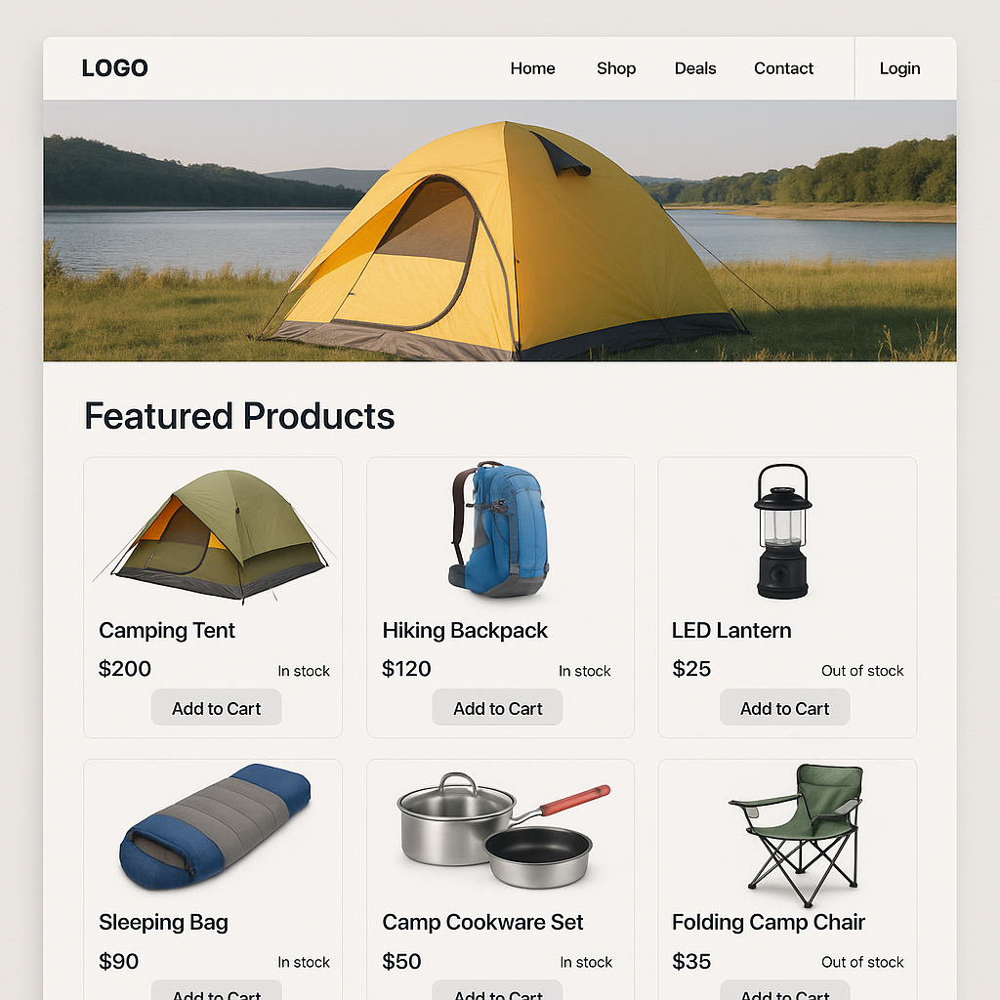 LOGO
Home Shop Deals Contact Login
Featured Products
Camping Tent
$200 In stock
Add to Cart
Hiking Backpack
$120 In stock
Add to Cart
LED Lantern
$25 Out of stock
Add to Cart
Sleeping Bag
$90 In stock
Add to Cart
Camp Cookware Set
$50 In stock
Add to Cart
Folding Camp Chair
$35 Out of stock
Add to Cart